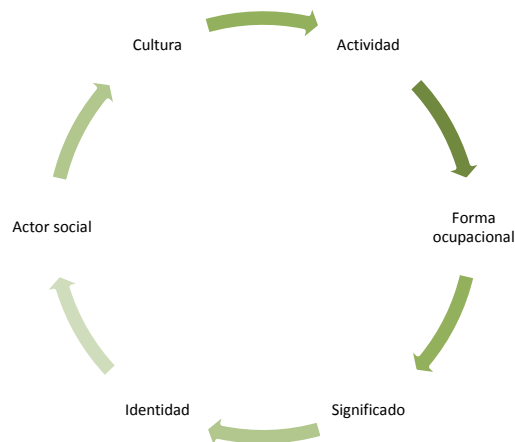 Cultura
Actividad
Forma
ocupacional
Significado
Identidad
Actor social